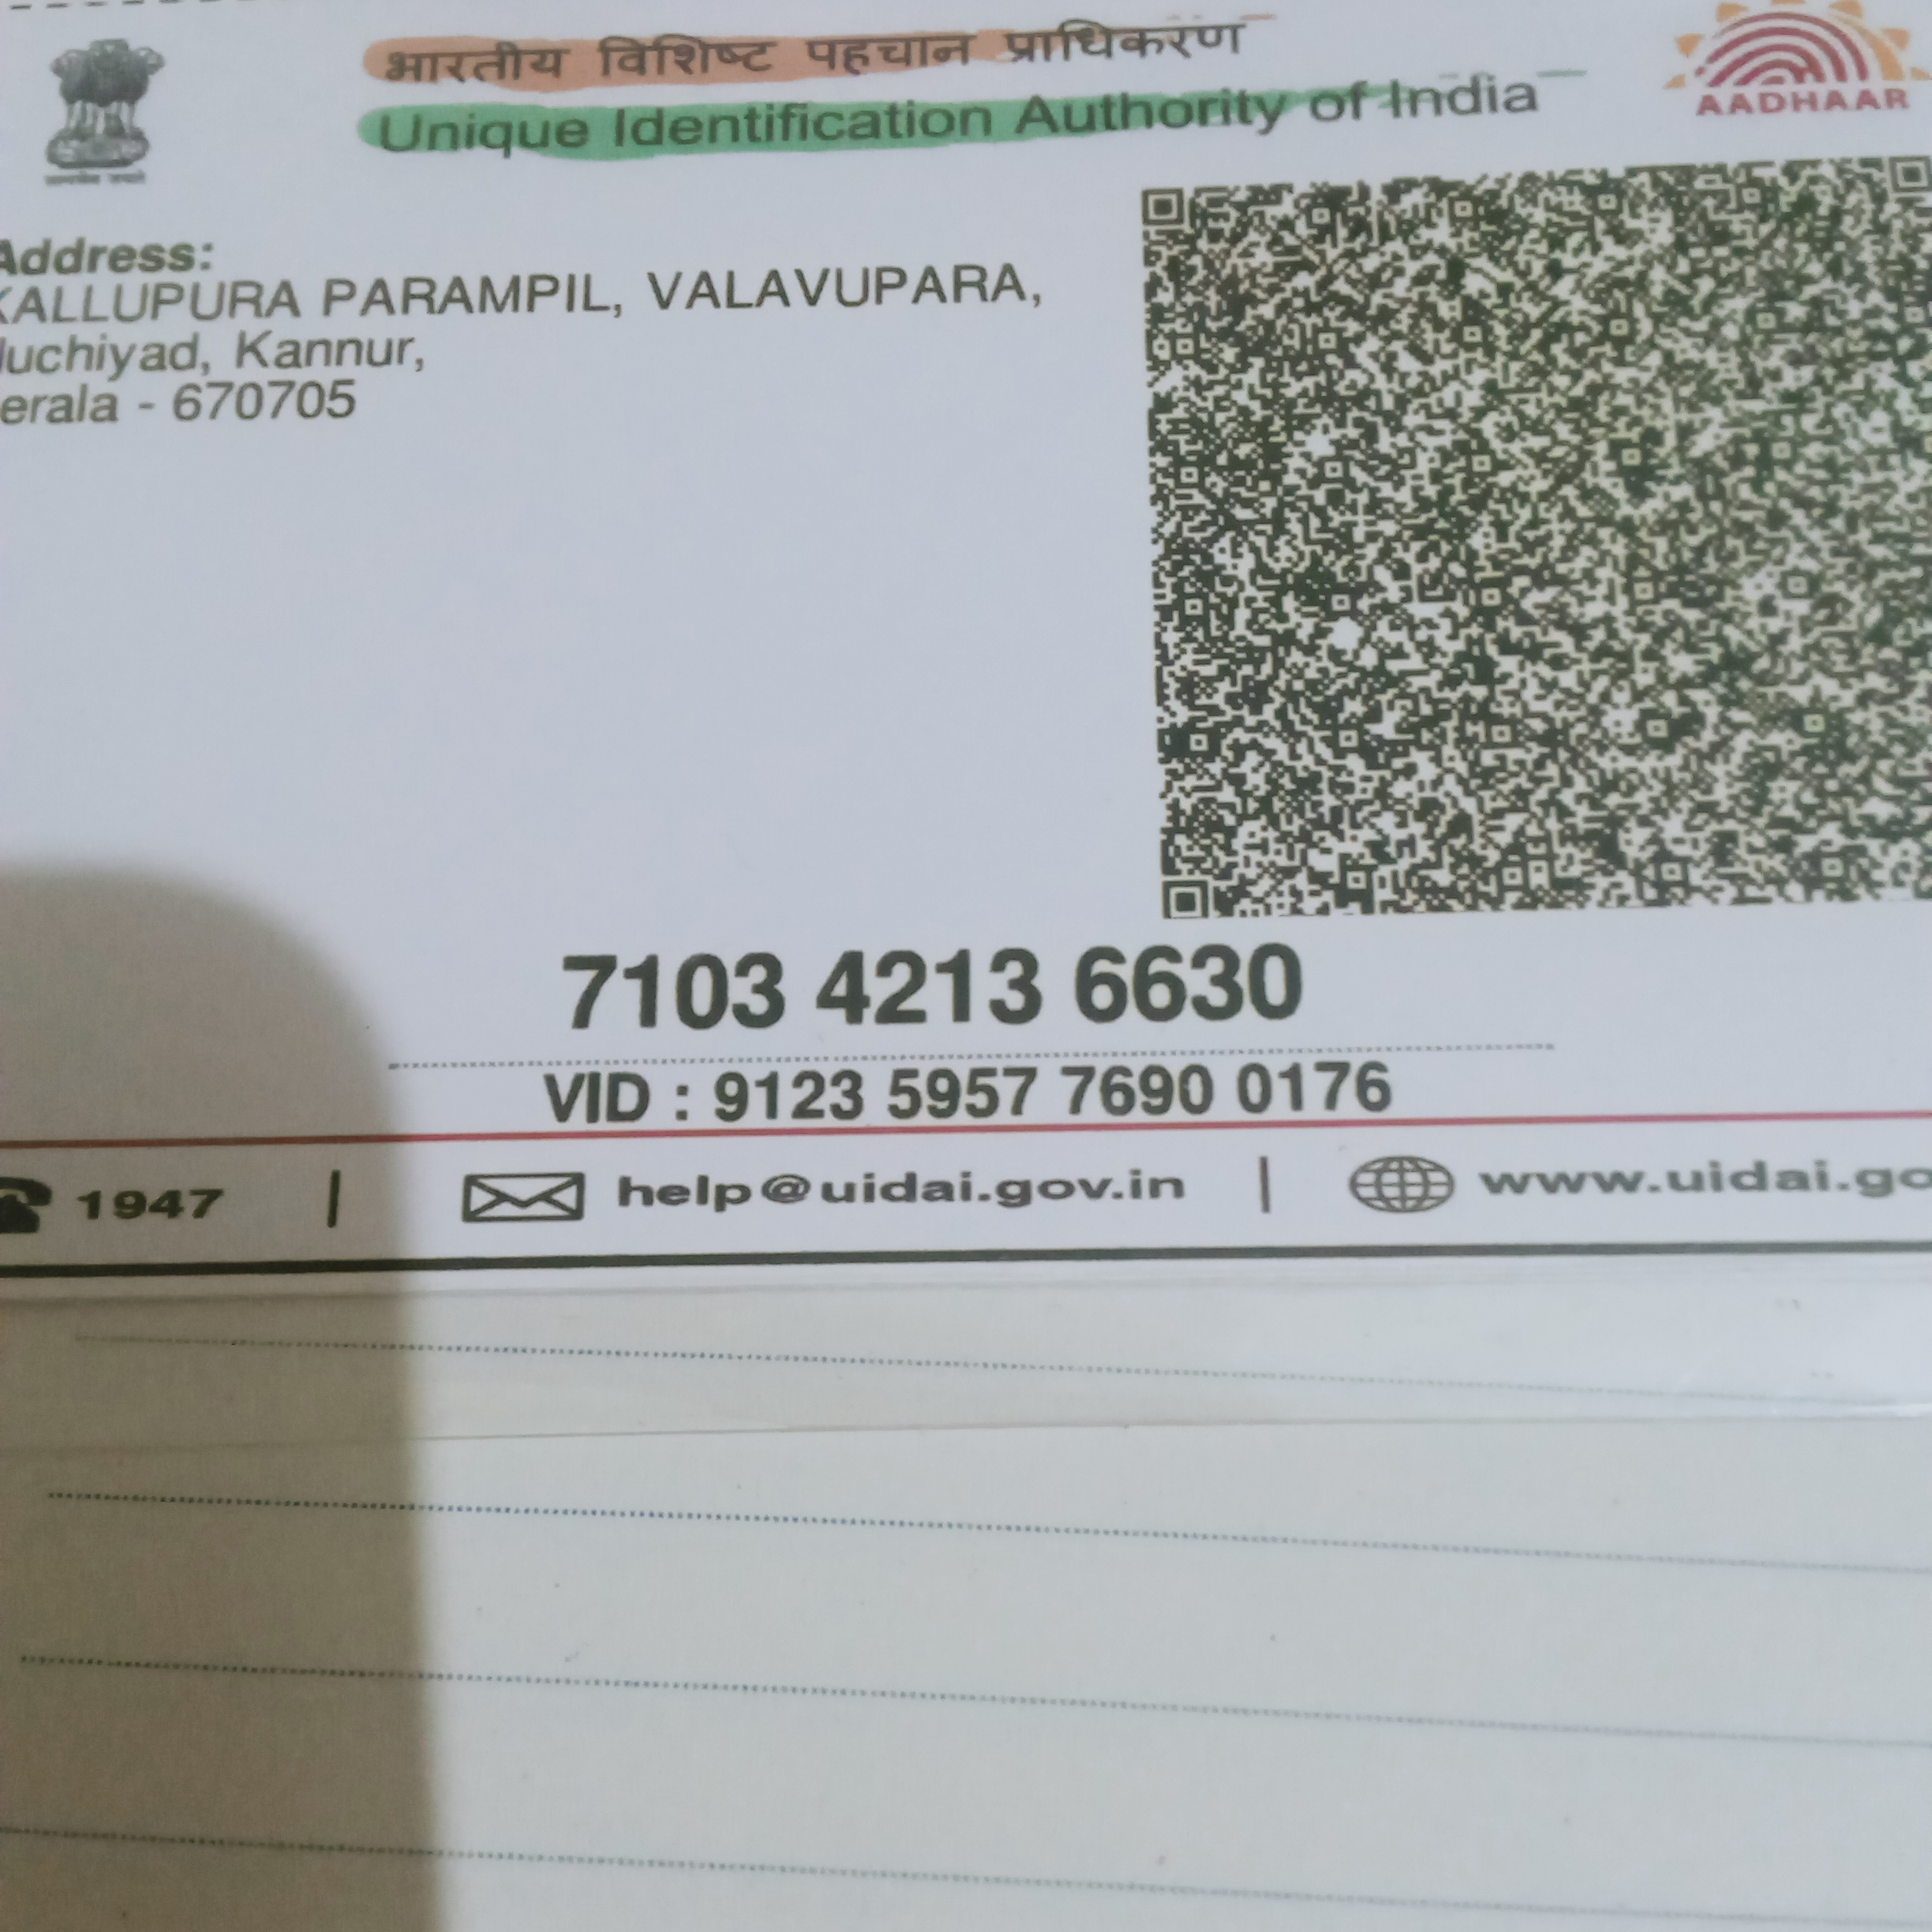 भारतीय विशिष्ट पहचान प्राधिकरण
Unique Identification Authority of India
AADHAAR
Address:
KALLUPURA PARAMPIL, VALAVUPARA,
uchiyad, Kannur,
erala - 670705
7103 4213 6630
VID : 9123 5957 7690 0176
1947 | help@uidai.gov.in | www.uidai.go